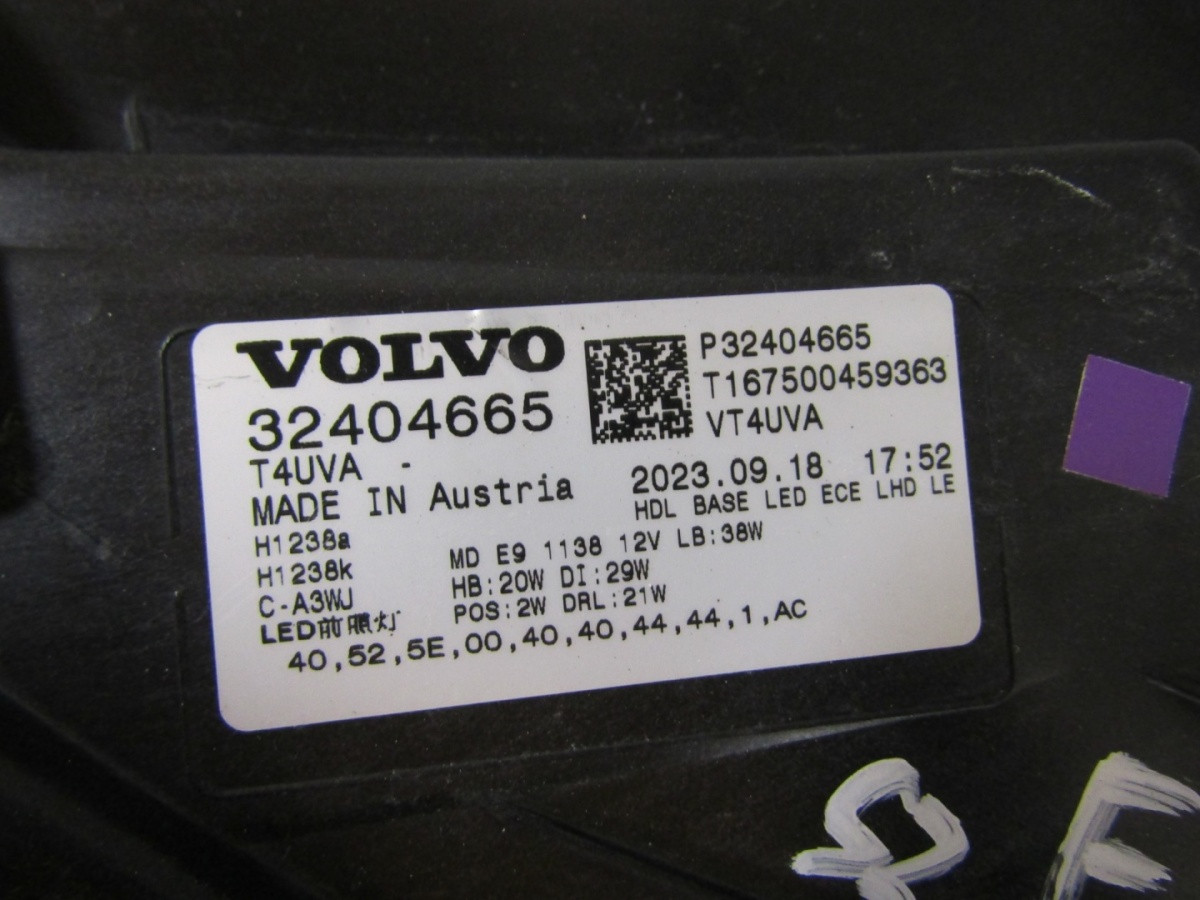 VOLVO
32404665
T4UVA -
MADE IN Austria
P32404665
T167500459363
VT4UVA
2023.09.18 17:52
HDL BASE LED ECE LHD LE
H1238a
H1238k
C-A3WJ
LED前照灯
MD E9 1138 12V LB:38W
HB:20W DI:29W
POS:2W DRL:21W
40,52,5E,00,40,40,44,44,1,AC